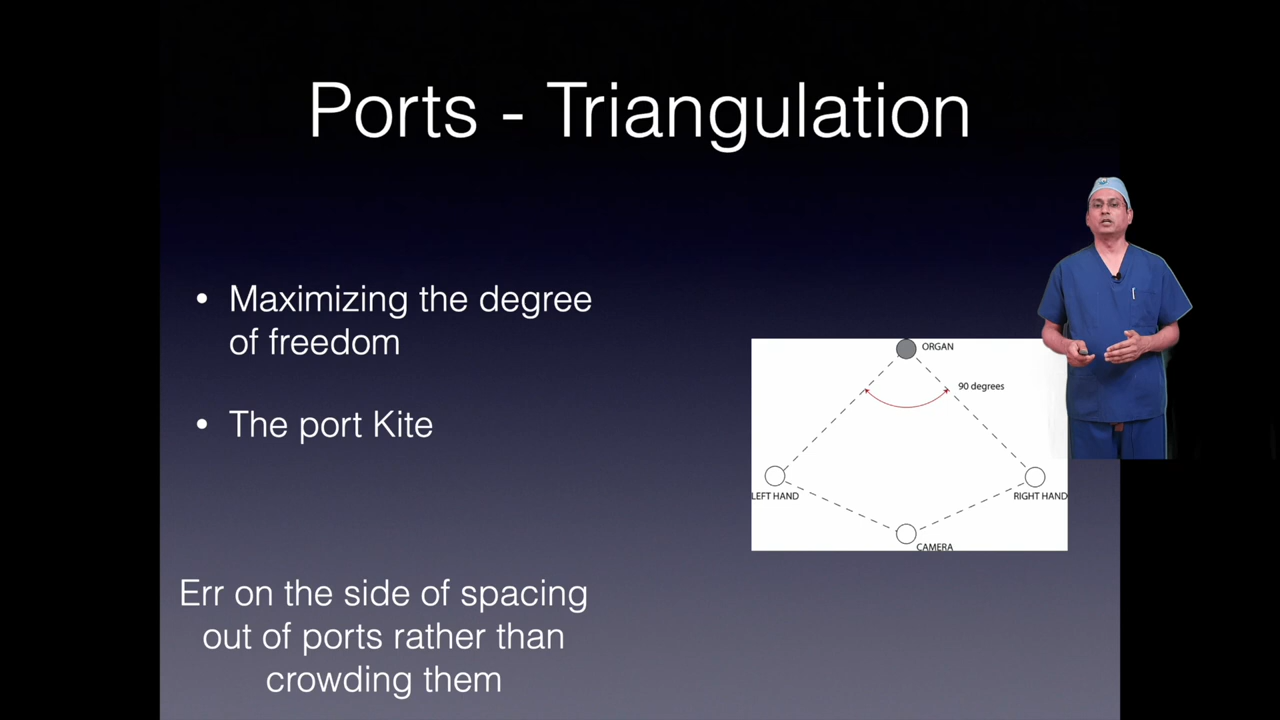 Ports - Triangulation
• Maximizing the degree
of freedom
• The port Kite
Err on the side of spacing
out of ports rather than
crowding them
ORGAN
90 degrees
LEFT HAND
RIGHT HAND
CAMERA